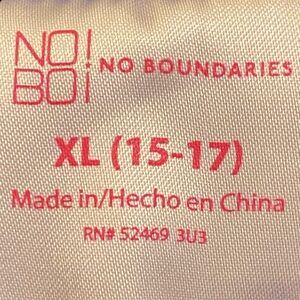 NO! NO BOUNDARIES
BO¡
XL (15-17)
Made in/Hecho en China
RN# 52469 3U3